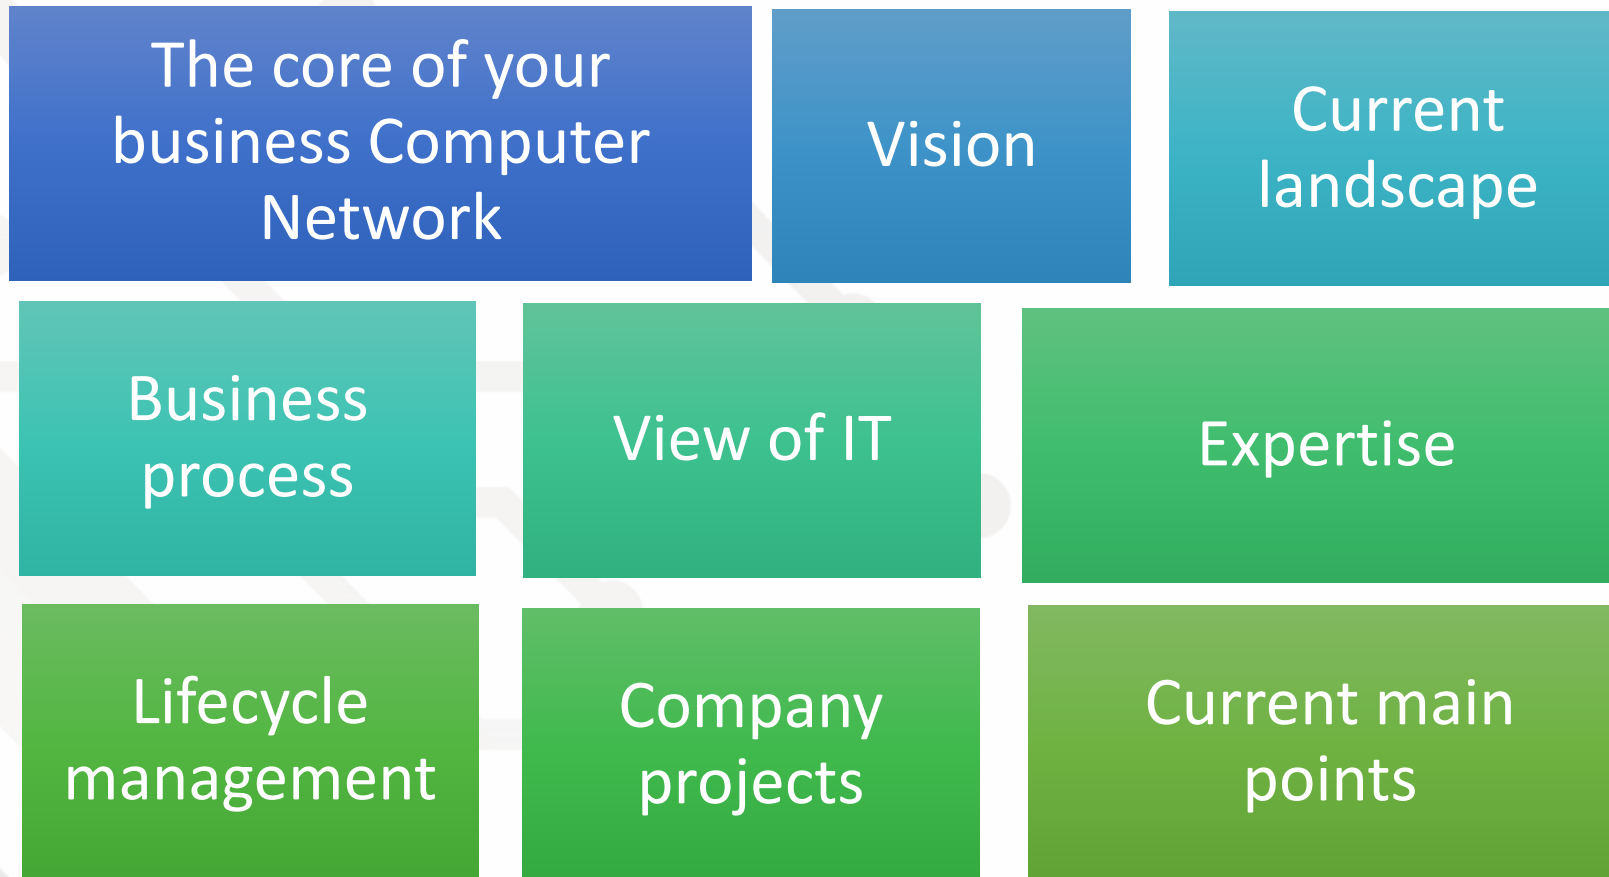 The core of your
business Computer
Network
Vision
Current
landscape
Business
process
View of IT
Expertise
Lifecycle
management
Company
projects
Current main
points